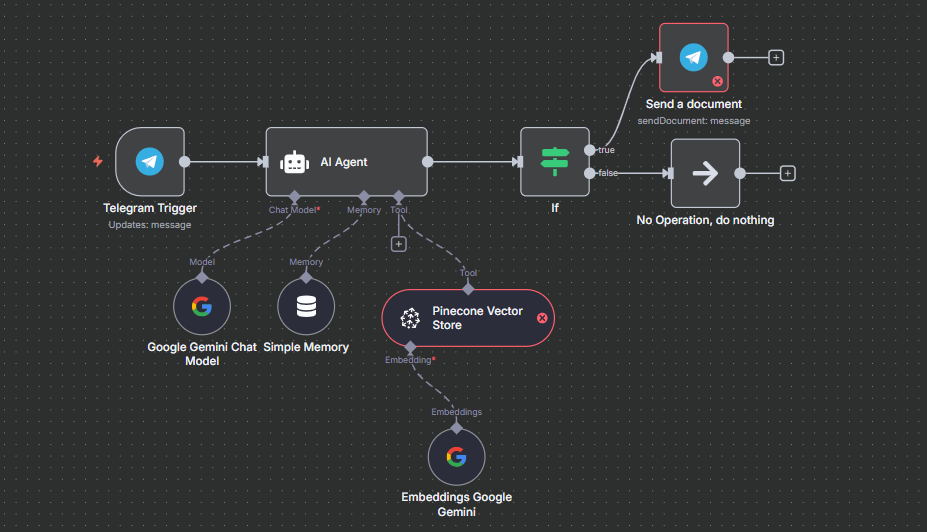 Send a document
sendDocument: message
true
false
No Operation, do nothing
Telegram Trigger
Updates: message
AI Agent
Chat Model*
Memory
Tool
If
Model
Memory
Tool
Google Gemini Chat
Model
Simple Memory
Pinecone Vector
Store
Embedding*
Embeddings
Embeddings Google
Gemini